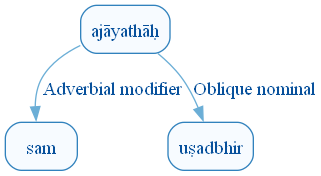 ajāyathāḥ
Adverbial modifier Oblique nominal
sam uṣadbhir